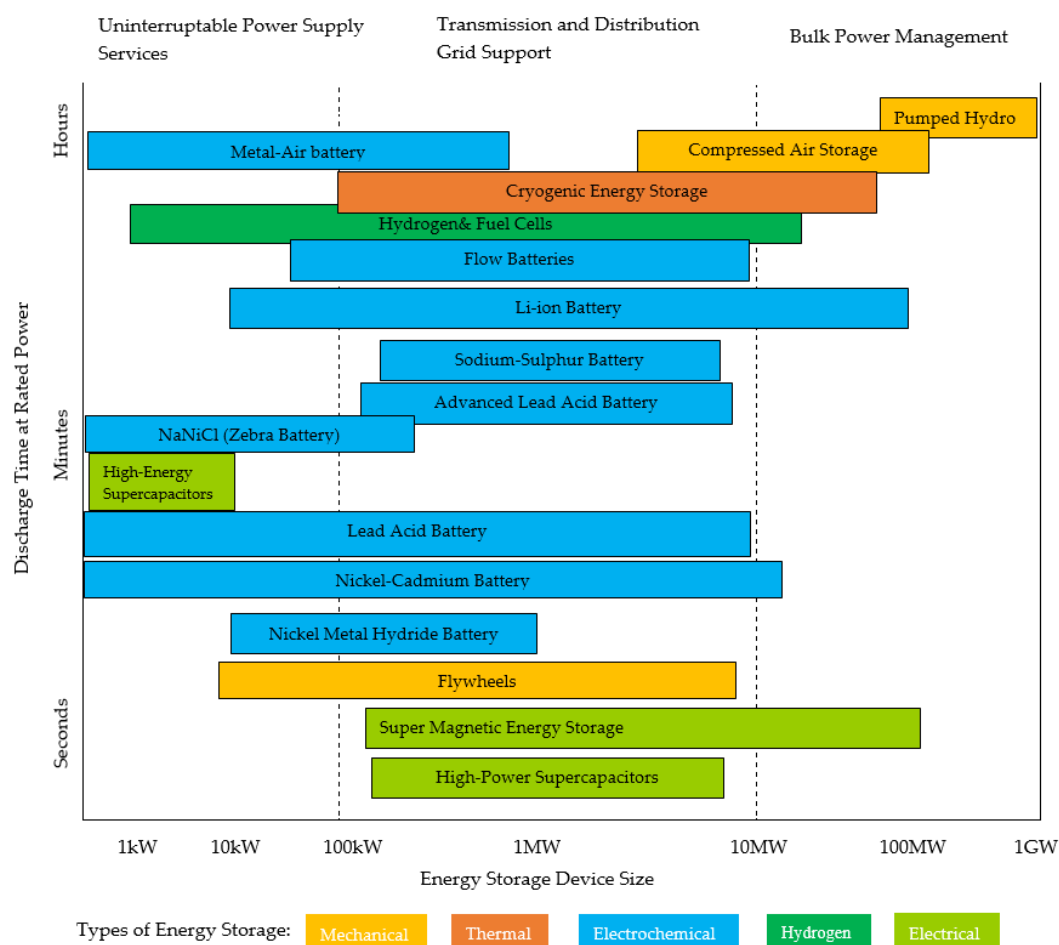 Uninterruptable Power Supply
Services
Transmission and Distribution
Grid Support
Bulk Power Management
Hours
Minutes
Seconds
Discharge Time at Rated Power
Pumped Hydro
Metal-Air battery
Compressed Air Storage
Cryogenic Energy Storage
Hydrogen& Fuel Cells
Flow Batteries
Li-ion Battery
Sodium-Sulphur Battery
Advanced Lead Acid Battery
NaNiCl (Zebra Battery)
High-Energy
Supercapacitors
Lead Acid Battery
Nickel-Cadmium Battery
Nickel Metal Hydride Battery
Flywheels
Super Magnetic Energy Storage
High-Power Supercapacitors
1kW 10kW 100kW 1MW 10MW 100MW 1GW
Energy Storage Device Size
Types of Energy Storage: Mechanical Thermal Electrochemical Hydrogen Electrical